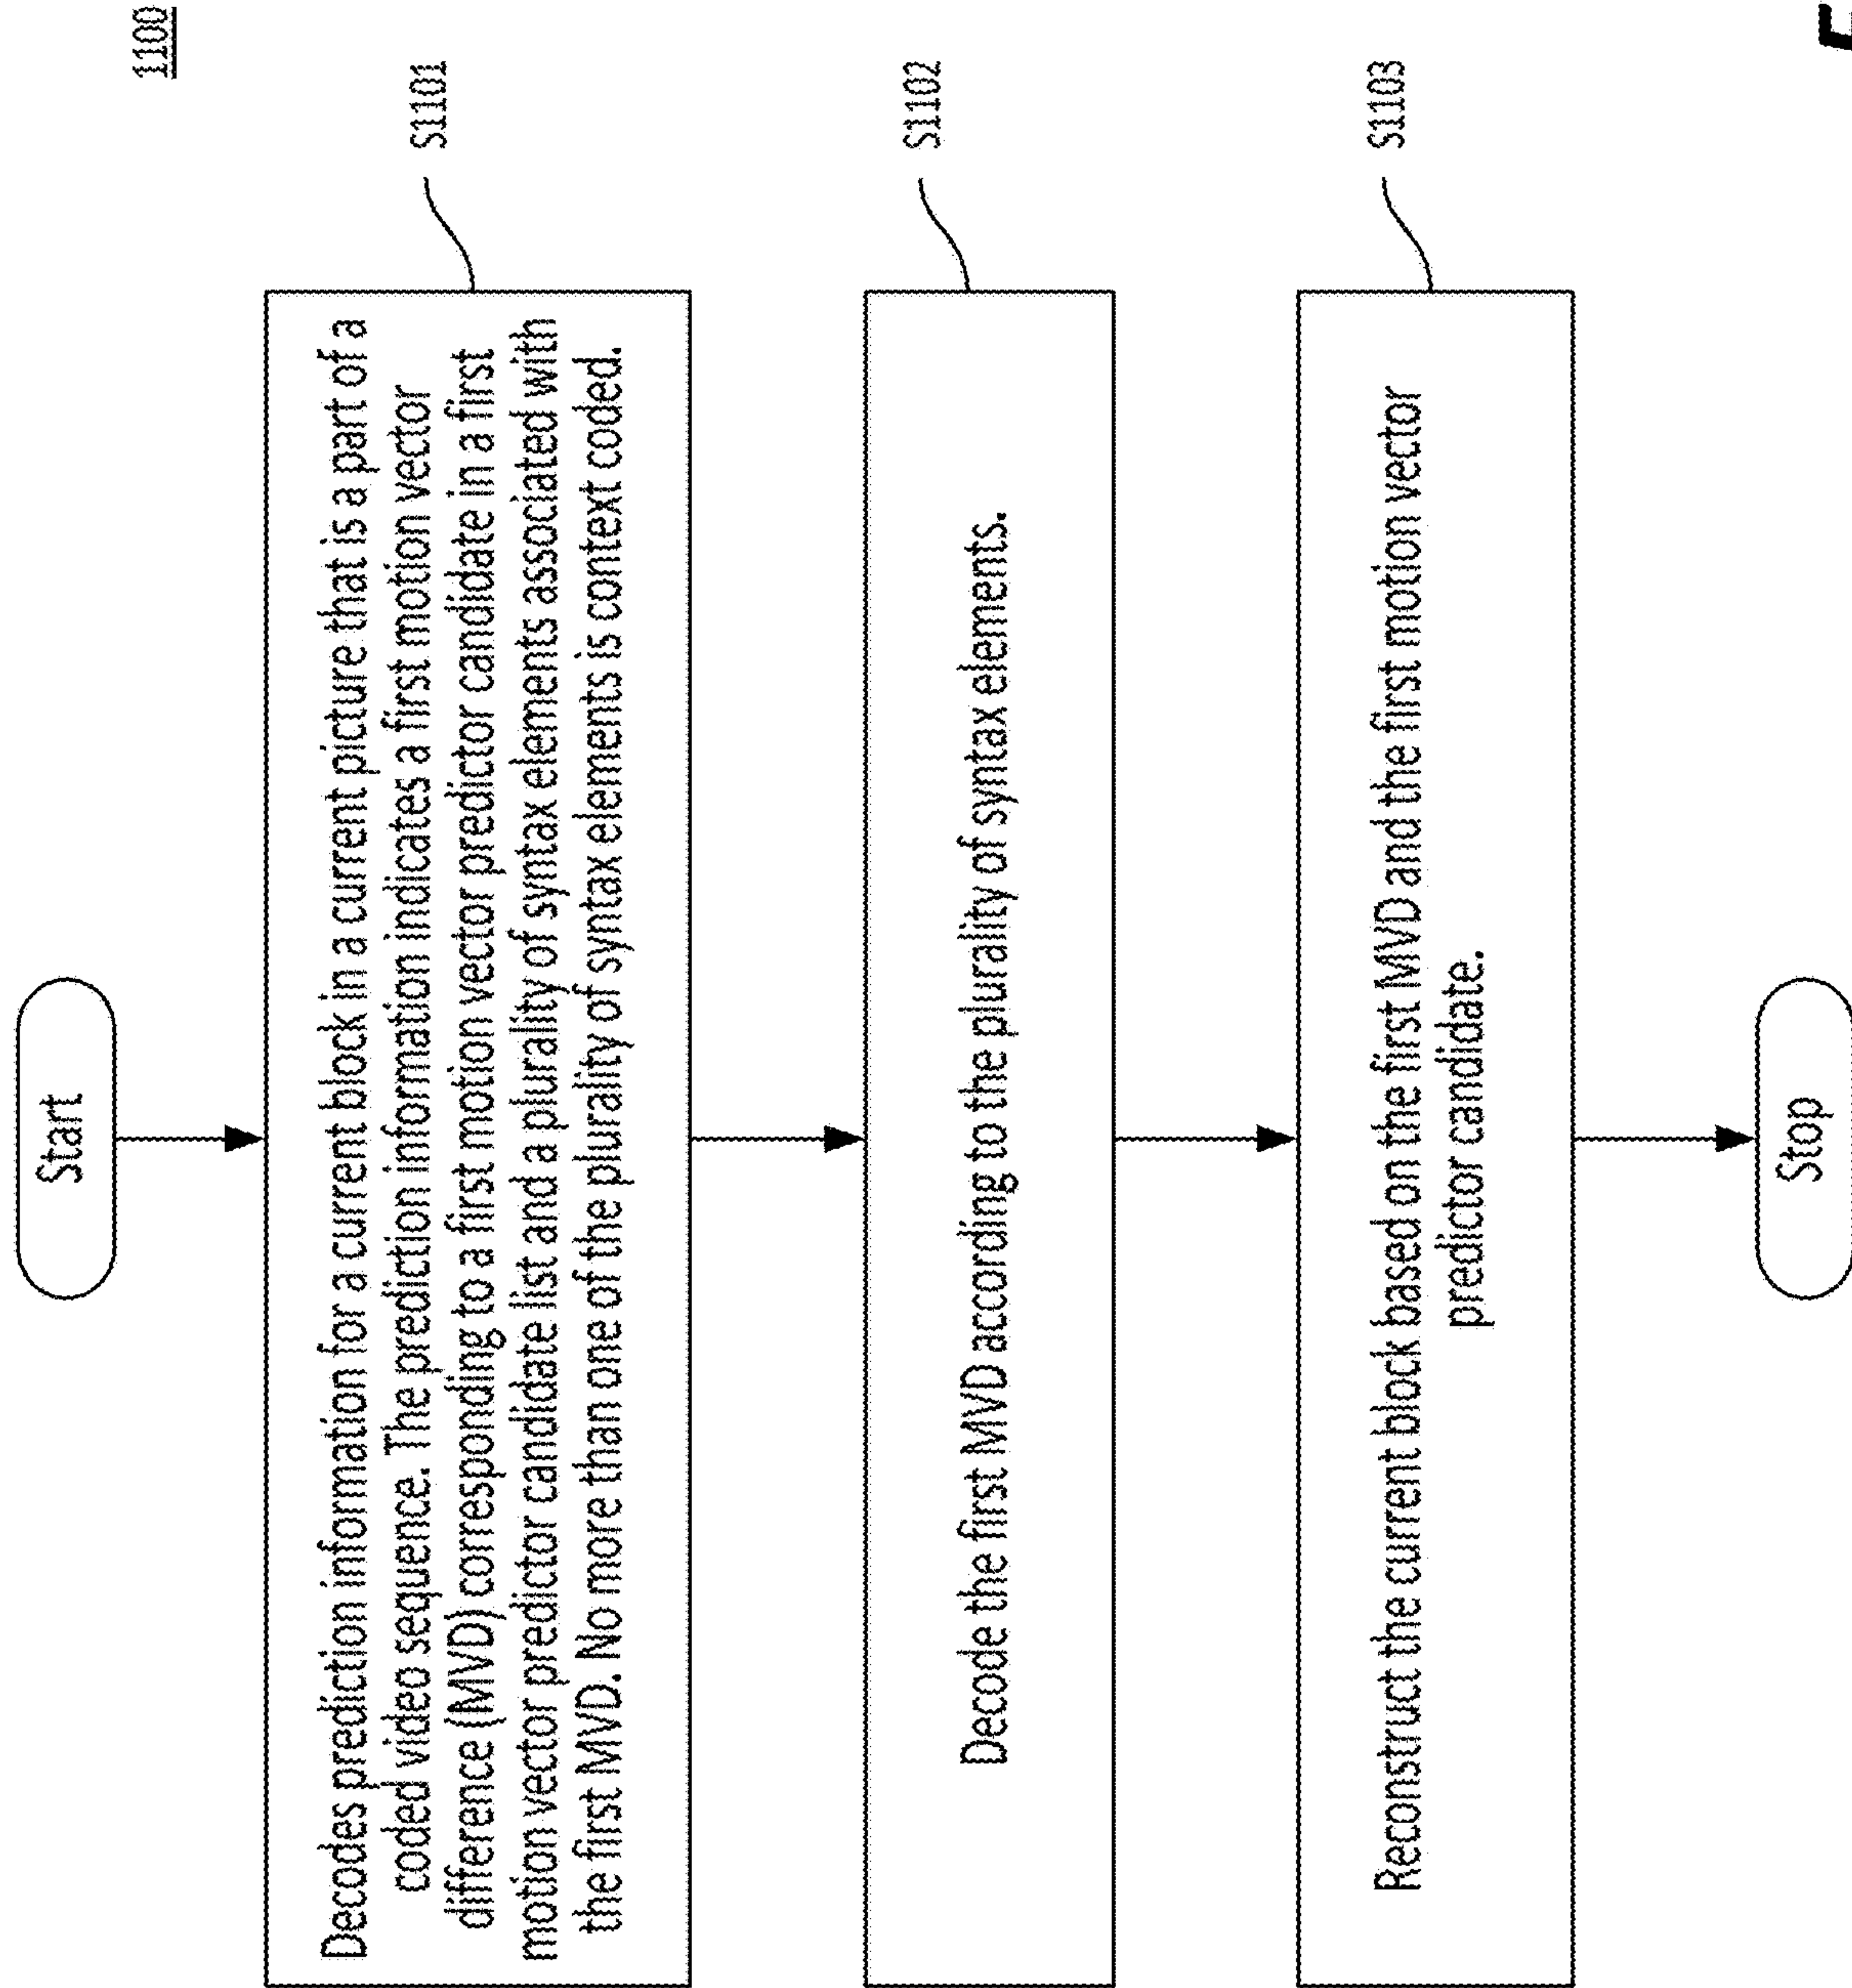 1100
Start
Decodes prediction information for a current block in a current picture that is a part of a
coded video sequence. The prediction information indicates a first motion vector
difference (MVD) corresponding to a first motion vector predictor candidate in a first
motion vector predictor candidate list and a plurality of syntax elements associated with
the first MVD. No more than one of the plurality of syntax elements is context coded.
S1101
Decode the first MVD according to the plurality of syntax elements.
S1102
Reconstruct the current block based on the first MVD and the first motion vector
predictor candidate.
S1103
Stop